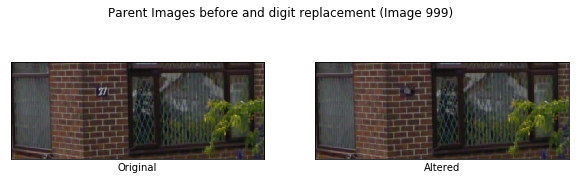 Parent Images before and digit replacement (Image 999)
27
Original
Altered